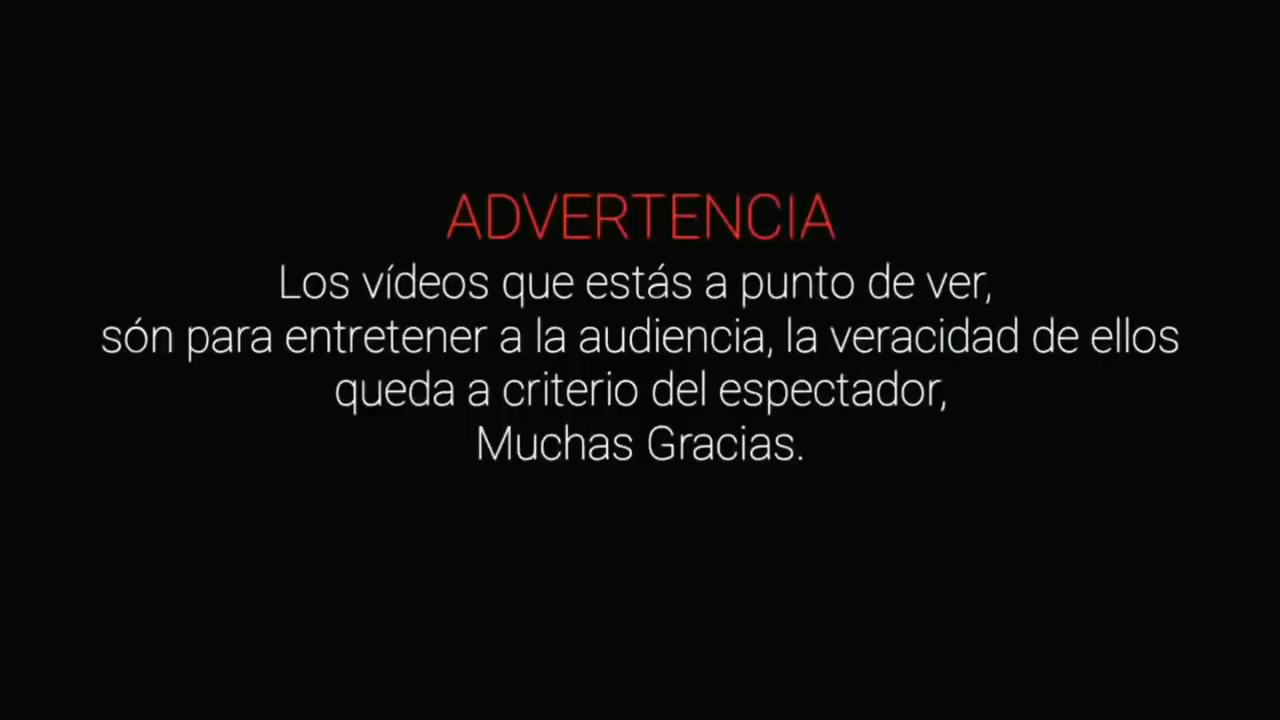 ADVERTENCIA
Los vídeos que estás a punto de ver,
són para entretener a la audiencia, la veracidad de ellos
queda a criterio del espectador,
Muchas Gracias.